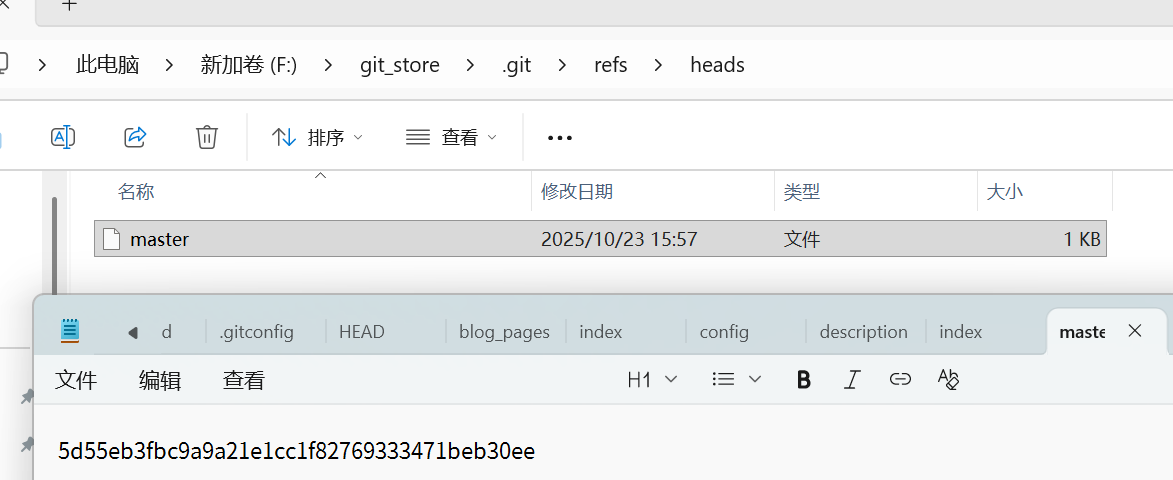 此电脑 新加卷 (F:) git_store .git refs heads
排序 查看
名称 修改日期 类型 大小
master 2025/10/23 15:57 文件 1 KB
d .gitconfig HEAD blog_pages index config description index maste
文件 编辑 查看 H1 B I
5d55eb3fbc9a9a21e1cc1f82769333471beb30ee